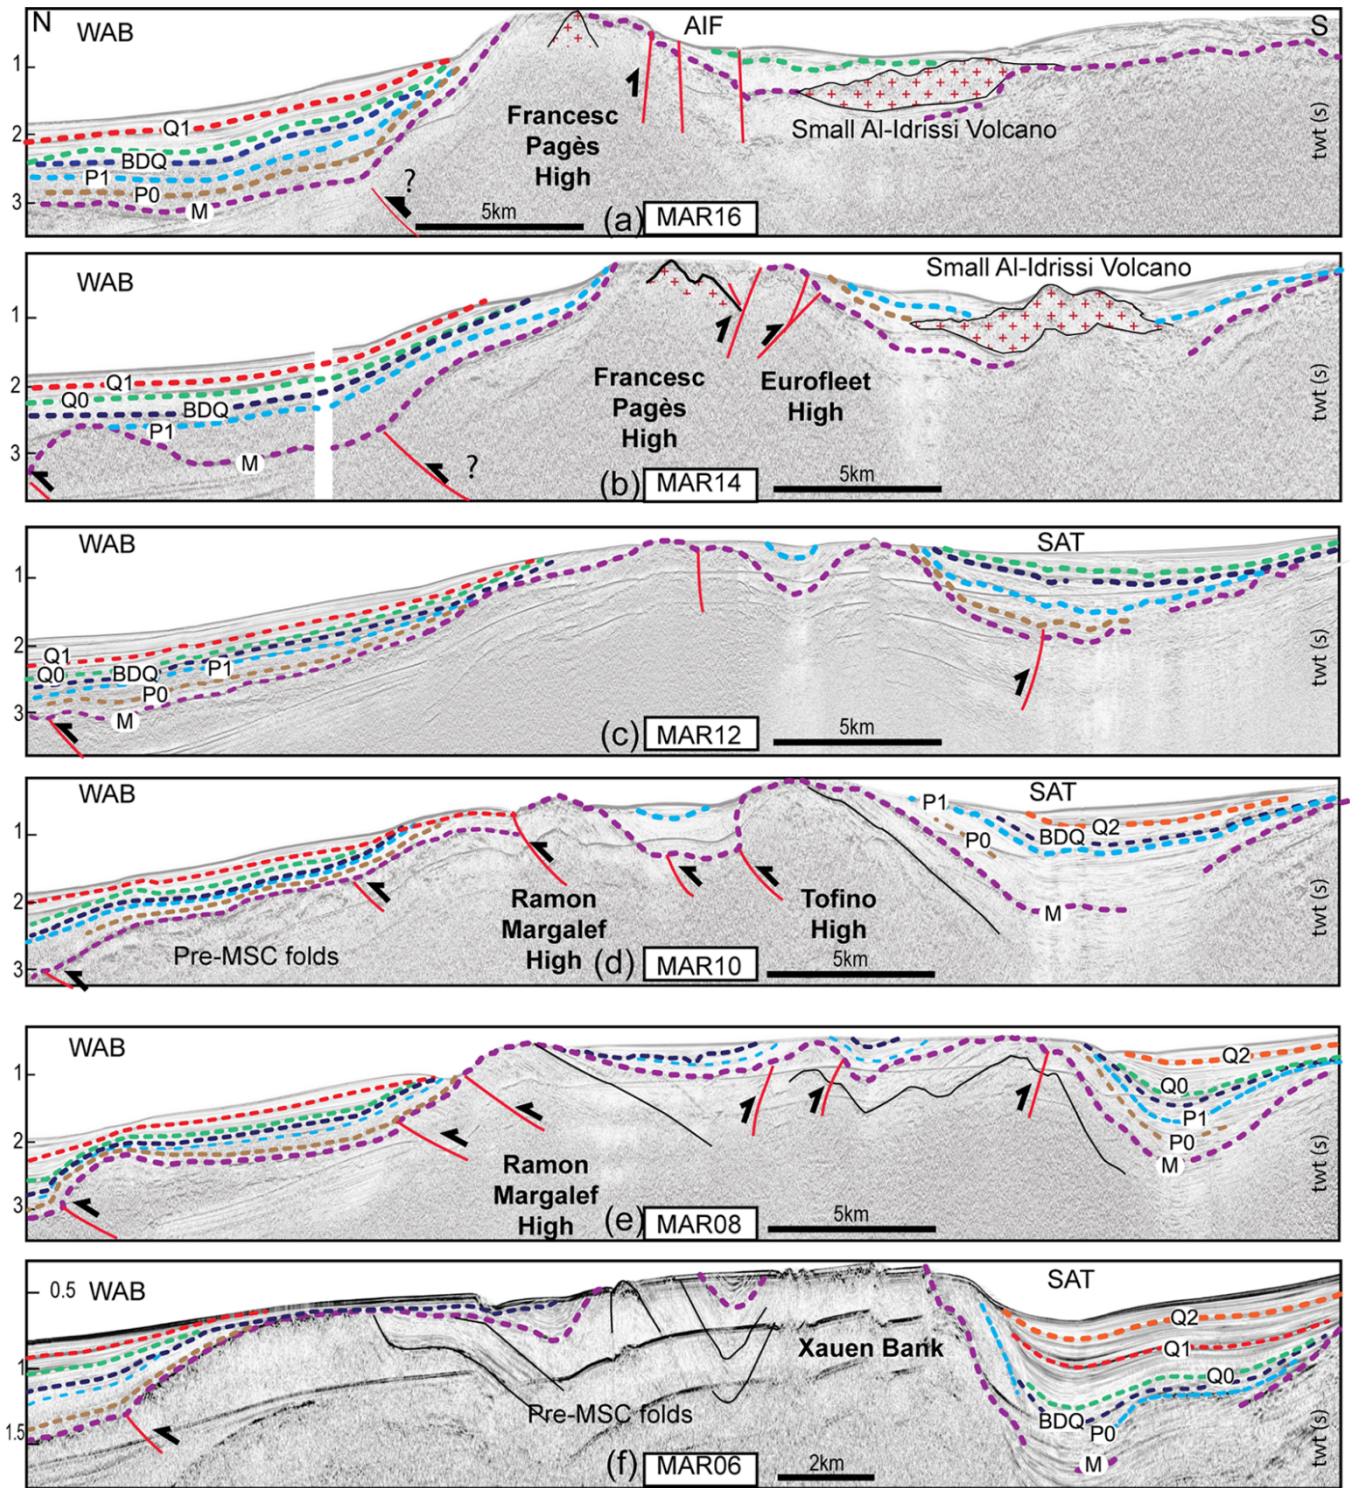 N
WAB
AIF
S
1
2
3
Q1
BDQ
P1
P0
M
?
Francesc
Pagès
High
Small Al-Idrissi Volcano
5km
(a) MAR16
twt (s)
WAB
Small Al-Idrissi Volcano
1
2
3
Q1
Q0
BDQ
P1
M
?
Francesc
Pagès
High
Eurofleet
High
(b) MAR14
5km
twt (s)
WAB
SAT
1
2
3
Q1
Q0
BDQ
P1
P0
M
(c) MAR12
5km
twt (s)
WAB
SAT
1
2
3
P1
P0
Q2
BDQ
M
Pre-MSC folds
Ramon
Margalef
High
Tofino
High
(d) MAR10
5km
twt (s)
WAB
1
2
3
Q2
Q0
P1
P0
M
Ramon
Margalef
High
(e) MAR08
5km
twt (s)
0.5
WAB
SAT
1
1.5
Q2
Q1
Q0
BDQ
P0
M
Xauen Bank
Pre-MSC folds
(f) MAR06
2km
twt (s)